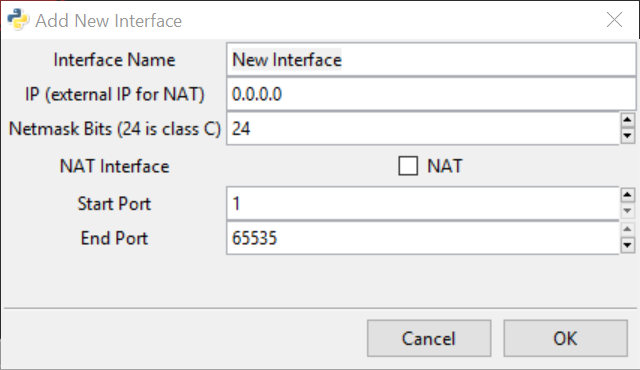 Add New Interface
Interface Name New Interface
IP (external IP for NAT) 0.0.0.0
Netmask Bits (24 is class C) 24
NAT Interface NAT
Start Port 1
End Port 65535
Cancel OK